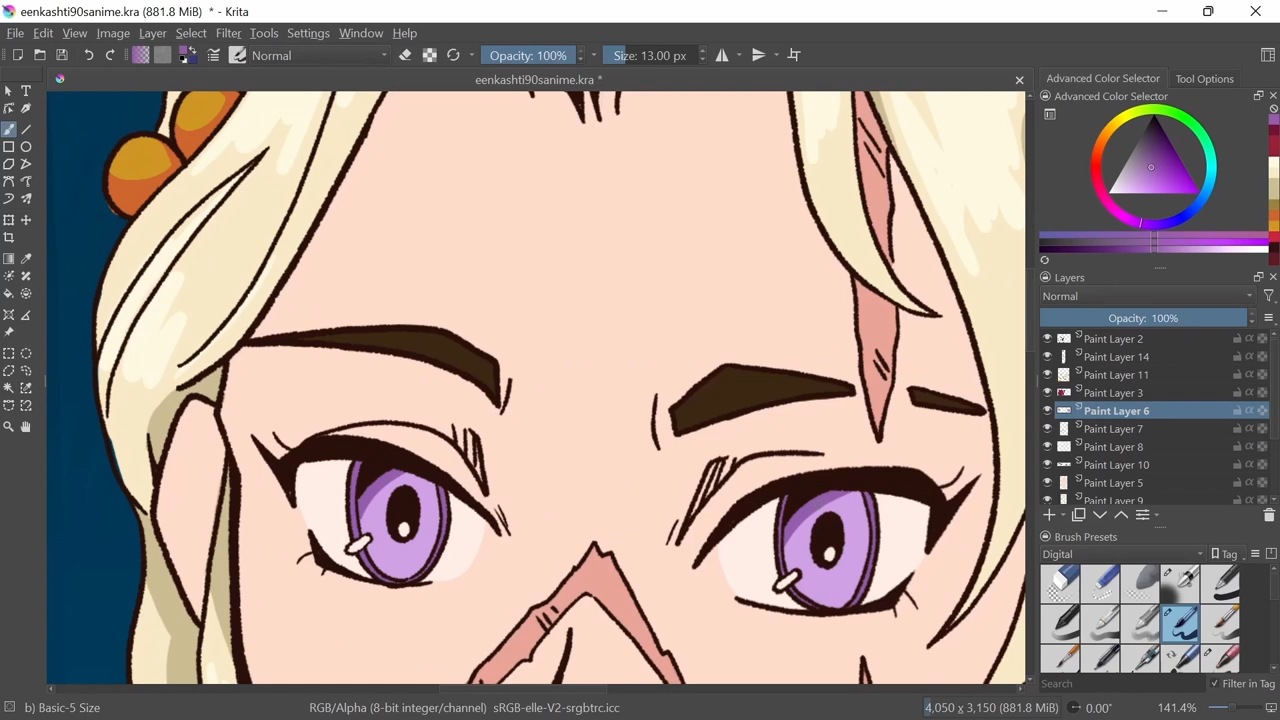 eenkashti90sanime.kra (881.8 MiB) * - Krita
File Edit View Image Layer Select Filter Tools Settings Window Help
Normal Opacity: 100% Size: 13.00 px
eenkashti90sanime.kra *
Advanced Color Selector Tool Options
Advanced Color Selector
Layers
Normal
Opacity: 100%
Paint Layer 2
Paint Layer 14
Paint Layer 11
Paint Layer 3
Paint Layer 6
Paint Layer 7
Paint Layer 8
Paint Layer 10
Paint Layer 5
Paint Layer 9
Brush Presets
Digital Tag
Search Filter in Tag
b) Basic-5 Size RGB/Alpha (8-bit integer/channel) sRGB-elle-V2-srgbtrc.icc 4,050 x 3,150 (881.8 MiB) 0.00° 141.4%